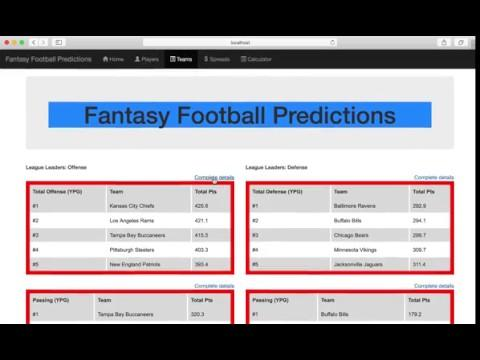 localhost
Fantasy Football Predictions Home Players Teams $ Spreads Calculator
Fantasy Football Predictions
League Leaders: Offense
Complete details
Total Offense (YPG) Team Total Pts
#1 Kansas City Chiefs 425.6
#2 Los Angeles Rams 421.1
#3 Tampa Bay Buccaneers 415.5
#4 Pittsburgh Steelers 403.3
#5 New England Patriots 393.4
League Leaders: Defense
Complete details
Total Defense (YPG) Team Total Pts
#1 Baltimore Ravens 292.9
#2 Buffalo Bills 294.1
#3 Chicago Bears 299.7
#4 Minnesota Vikings 309.7
#5 Jacksonville Jaguars 311.4
Complete details
Passing (YPG) Team Total Pts
#1 Tampa Bay Buccaneers 320.3
Complete details
Passing (YPG) Team Total Pts
#1 Buffalo Bills 179.2